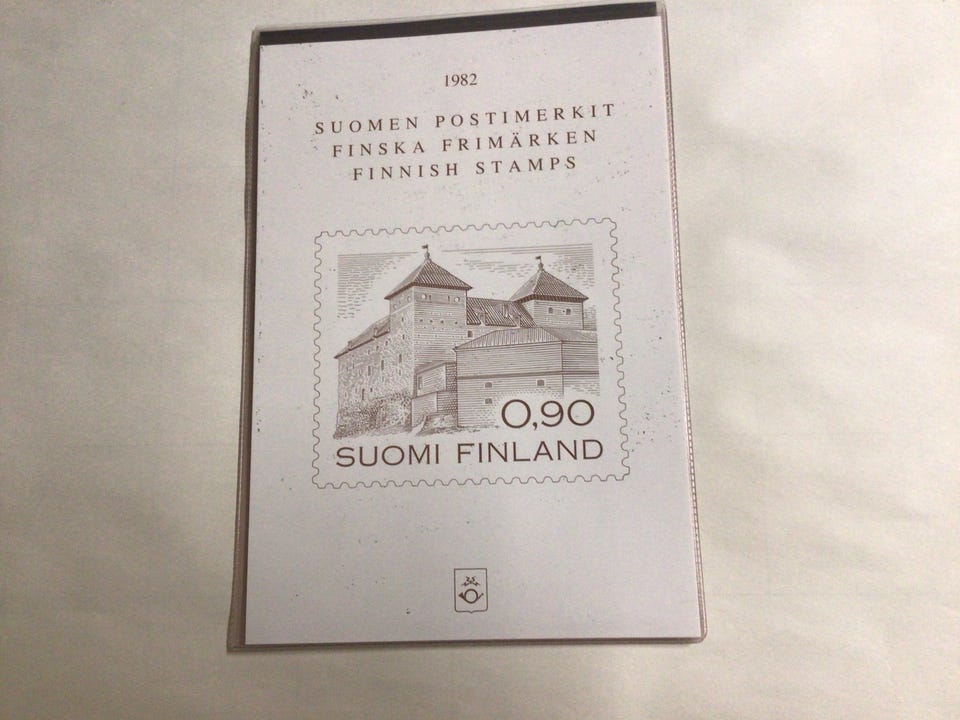 1982
SUOMEN POSTIMERKIT
FINSKA FRIMÄRKEN
FINNISH STAMPS
0,90
SUOMI FINLAND